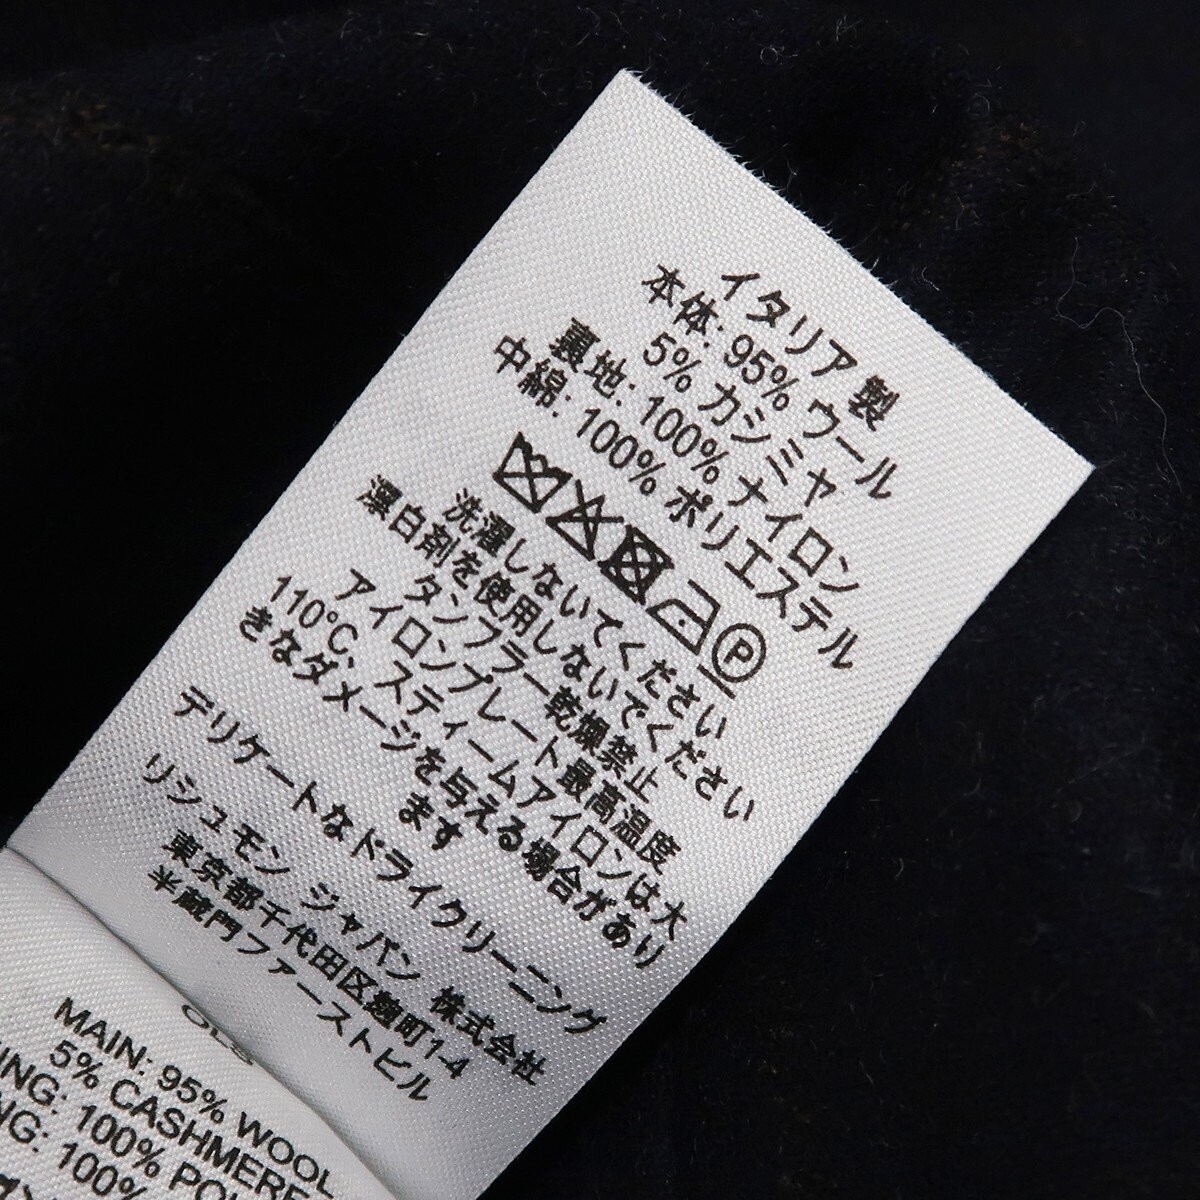 イタリア 製
本体: 95% ウール
5% カシミヤ
裏地: 100% ナイロン
中綿: 100% ポリエステル
P
洗濯しないてください
漂白剤を使用しないでください
タンブラー乾燥禁止
アイロンプレート最高温度
110°C、スティームアイロンは大
きなダメージを与える場合があり
ます
デリケートなドライクリーニング
リシュモン ジャパン 株式会社
東京都千代田区麹町1-4
半蔵門ファーストビル
MAIN: 95% WOOL
5% CASHMERE
100%
100%